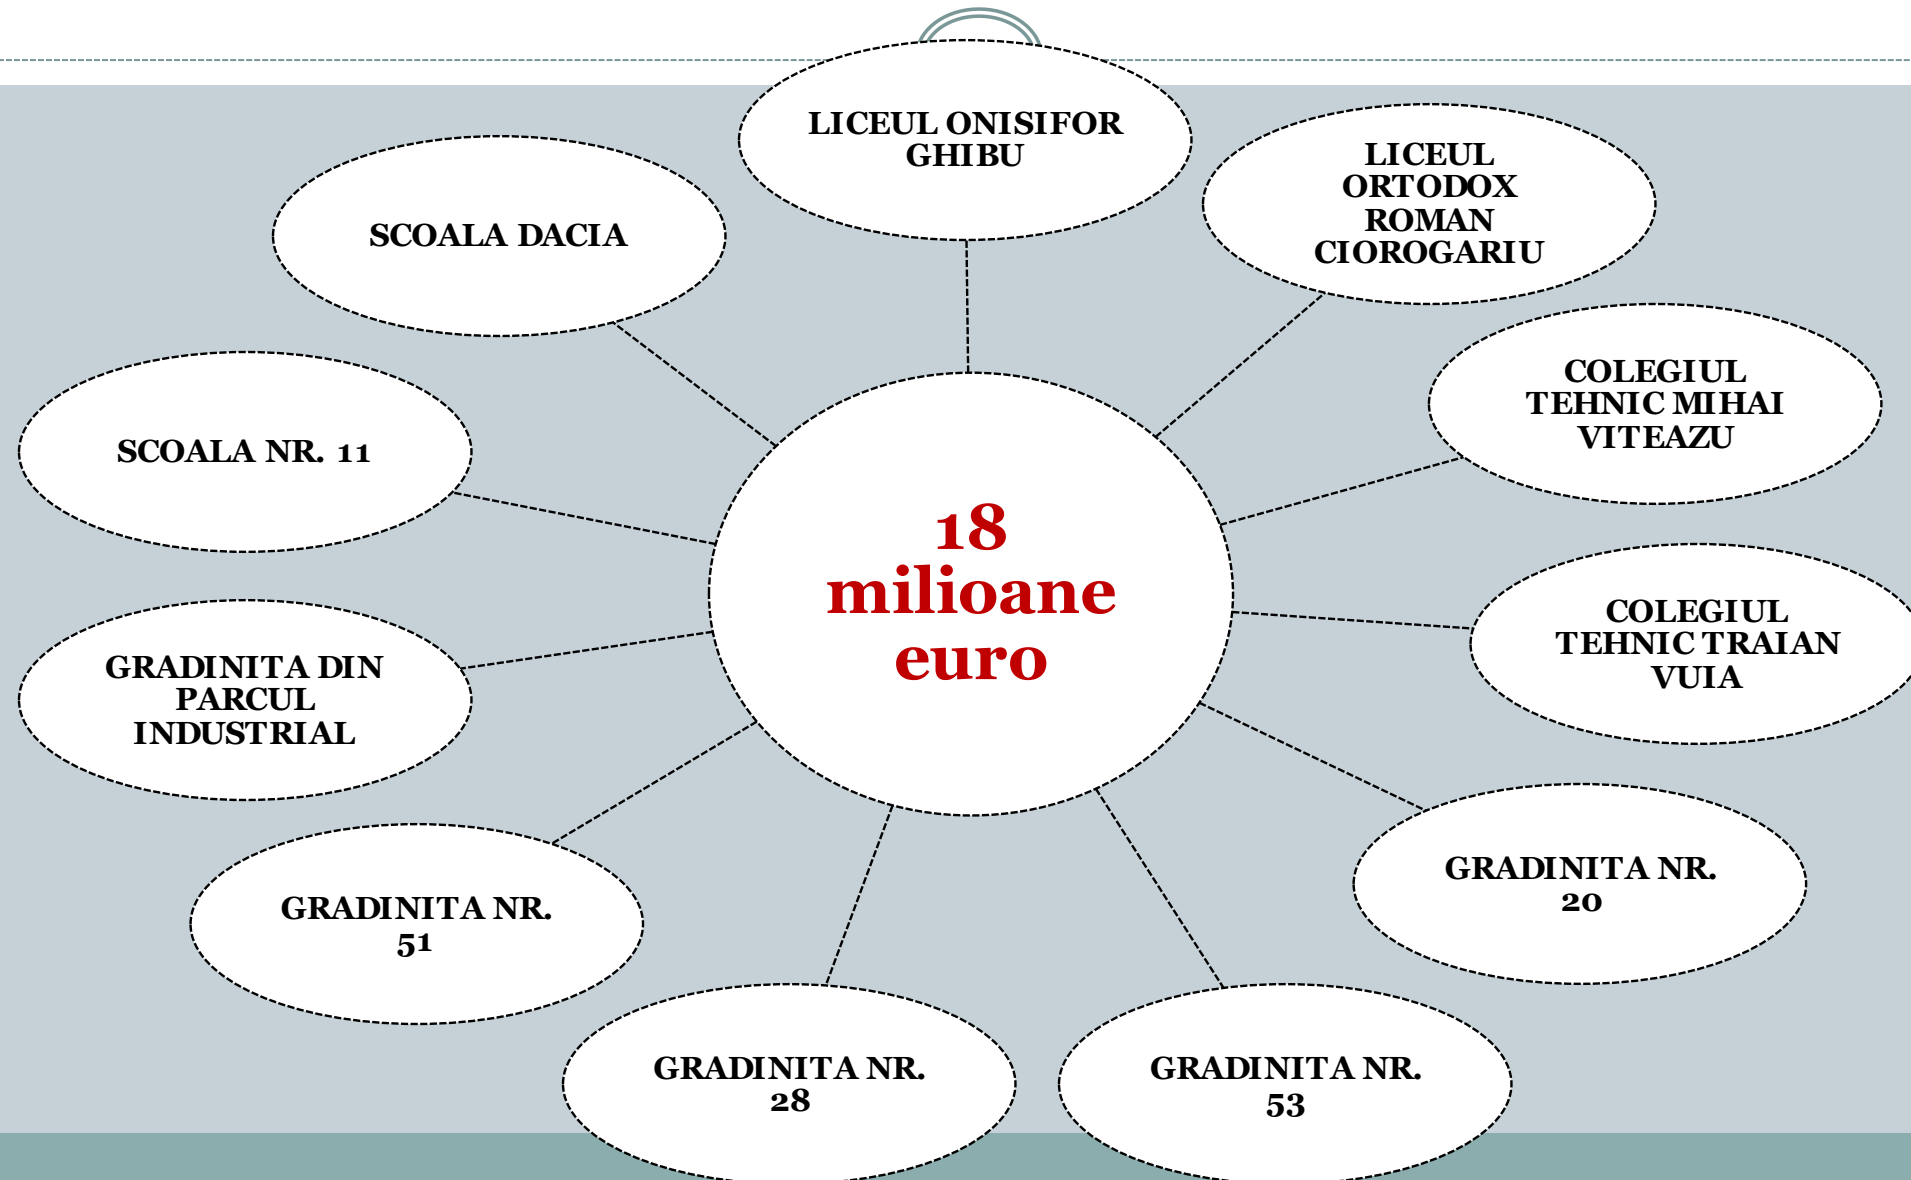 LICEUL ONISIFOR
GHIBU
LICEUL
ORTODOX
ROMAN
CIOROGARIU
COLEGIUL
TEHNIC MIHAI
VITEAZU
COLEGIUL
TEHNIC TRAIAN
VUIA
GRADINITA NR.
20
GRADINITA NR.
53
GRADINITA NR.
28
GRADINITA NR.
51
GRADINITA DIN
PARCUL
INDUSTRIAL
SCOALA NR. 11
SCOALA DACIA
18
milioane
euro